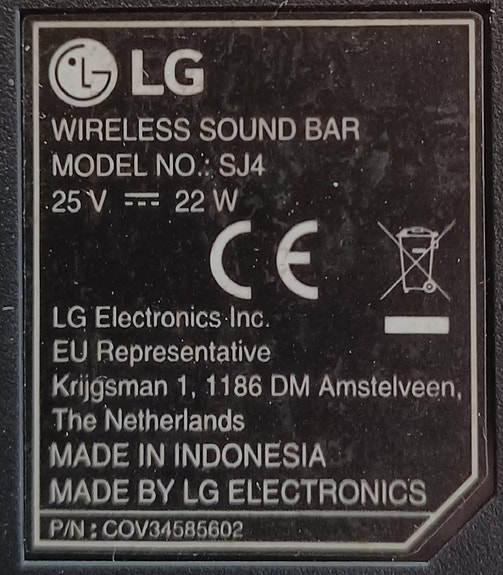 LG
WIRELESS SOUND BAR
MODEL NO.: SJ4
25 V ⎓ 22 W
CE
LG Electronics Inc.
EU Representative
Krijgsman 1, 1186 DM Amstelveen,
The Netherlands
MADE IN INDONESIA
MADE BY LG ELECTRONICS
P/N : COV34585602